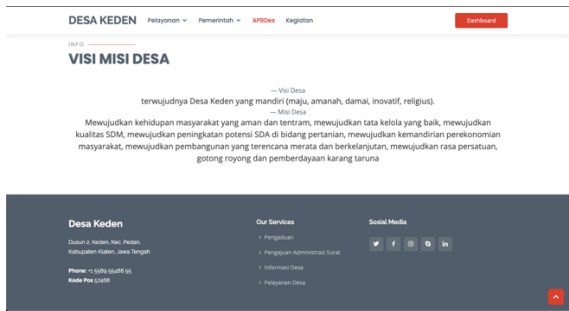 DESA KEDEN Pelayanan Pemerintah APBDes Kegiatan Dashboard
INFO
VISI MISI DESA
— Visi Desa
terwujudnya Desa Keden yang mandiri (maju, amanah, damai, inovatif, religius).
— Misi Desa
Mewujudkan kehidupan masyarakat yang aman dan tentram, mewujudkan tata kelola yang baik, mewujudkan
kualitas SDM, mewujudkan peningkatan potensi SDA di bidang pertanian, mewujudkan kemandirian perekonomian
masyarakat, mewujudkan pembangunan yang terencana merata dan berkelanjutan, mewujudkan rasa persatuan,
gotong royong dan pemberdayaan karang taruna
Desa Keden
Dusun 2, Keden, Kec. Pedan,
Kabupaten Klaten, Jawa Tengah
Phone: +1 5589 55488 55
Kode Pos 57468
Our Services
Pengaduan
Pengajuan Administrasi Surat
Informasi Desa
Pelayanan Desa
Sosial Media